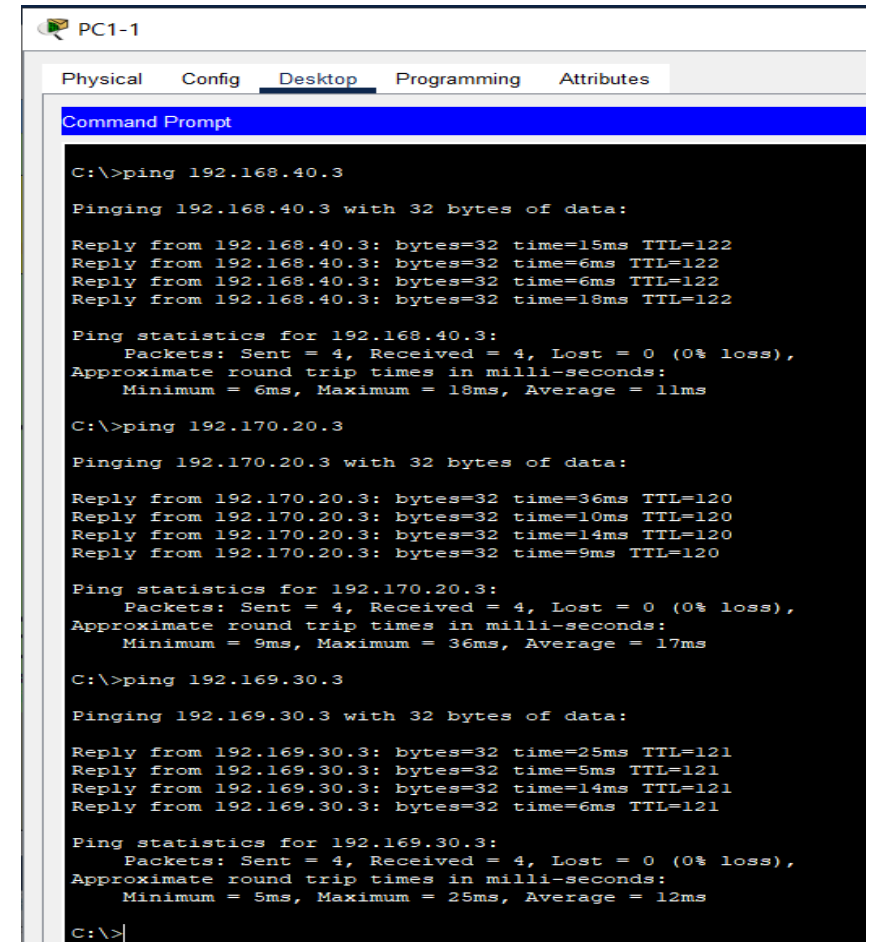 PC1-1
Physical Config Desktop Programming Attributes
Command Prompt
C:\>ping 192.168.40.3
Pinging 192.168.40.3 with 32 bytes of data:
Reply from 192.168.40.3: bytes=32 time=15ms TTL=122
Reply from 192.168.40.3: bytes=32 time=6ms TTL=122
Reply from 192.168.40.3: bytes=32 time=6ms TTL=122
Reply from 192.168.40.3: bytes=32 time=18ms TTL=122
Ping statistics for 192.168.40.3:
Packets: Sent = 4, Received = 4, Lost = 0 (0% loss),
Approximate round trip times in milli-seconds:
Minimum = 6ms, Maximum = 18ms, Average = 11ms
C:\>ping 192.170.20.3
Pinging 192.170.20.3 with 32 bytes of data:
Reply from 192.170.20.3: bytes=32 time=36ms TTL=120
Reply from 192.170.20.3: bytes=32 time=10ms TTL=120
Reply from 192.170.20.3: bytes=32 time=14ms TTL=120
Reply from 192.170.20.3: bytes=32 time=9ms TTL=120
Ping statistics for 192.170.20.3:
Packets: Sent = 4, Received = 4, Lost = 0 (0% loss),
Approximate round trip times in milli-seconds:
Minimum = 9ms, Maximum = 36ms, Average = 17ms
C:\>ping 192.169.30.3
Pinging 192.169.30.3 with 32 bytes of data:
Reply from 192.169.30.3: bytes=32 time=25ms TTL=121
Reply from 192.169.30.3: bytes=32 time=5ms TTL=121
Reply from 192.169.30.3: bytes=32 time=14ms TTL=121
Reply from 192.169.30.3: bytes=32 time=6ms TTL=121
Ping statistics for 192.169.30.3:
Packets: Sent = 4, Received = 4, Lost = 0 (0% loss),
Approximate round trip times in milli-seconds:
Minimum = 5ms, Maximum = 25ms, Average = 12ms
C:\>